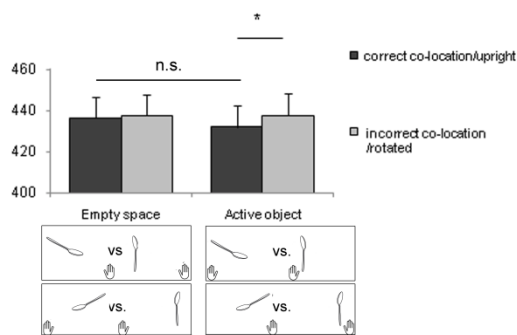 *
n.s.
correct co-location/upright
incorrect co-location
/rotated
460
440
420
400
Empty space
Active object
vs
vs.
vs.
vs.